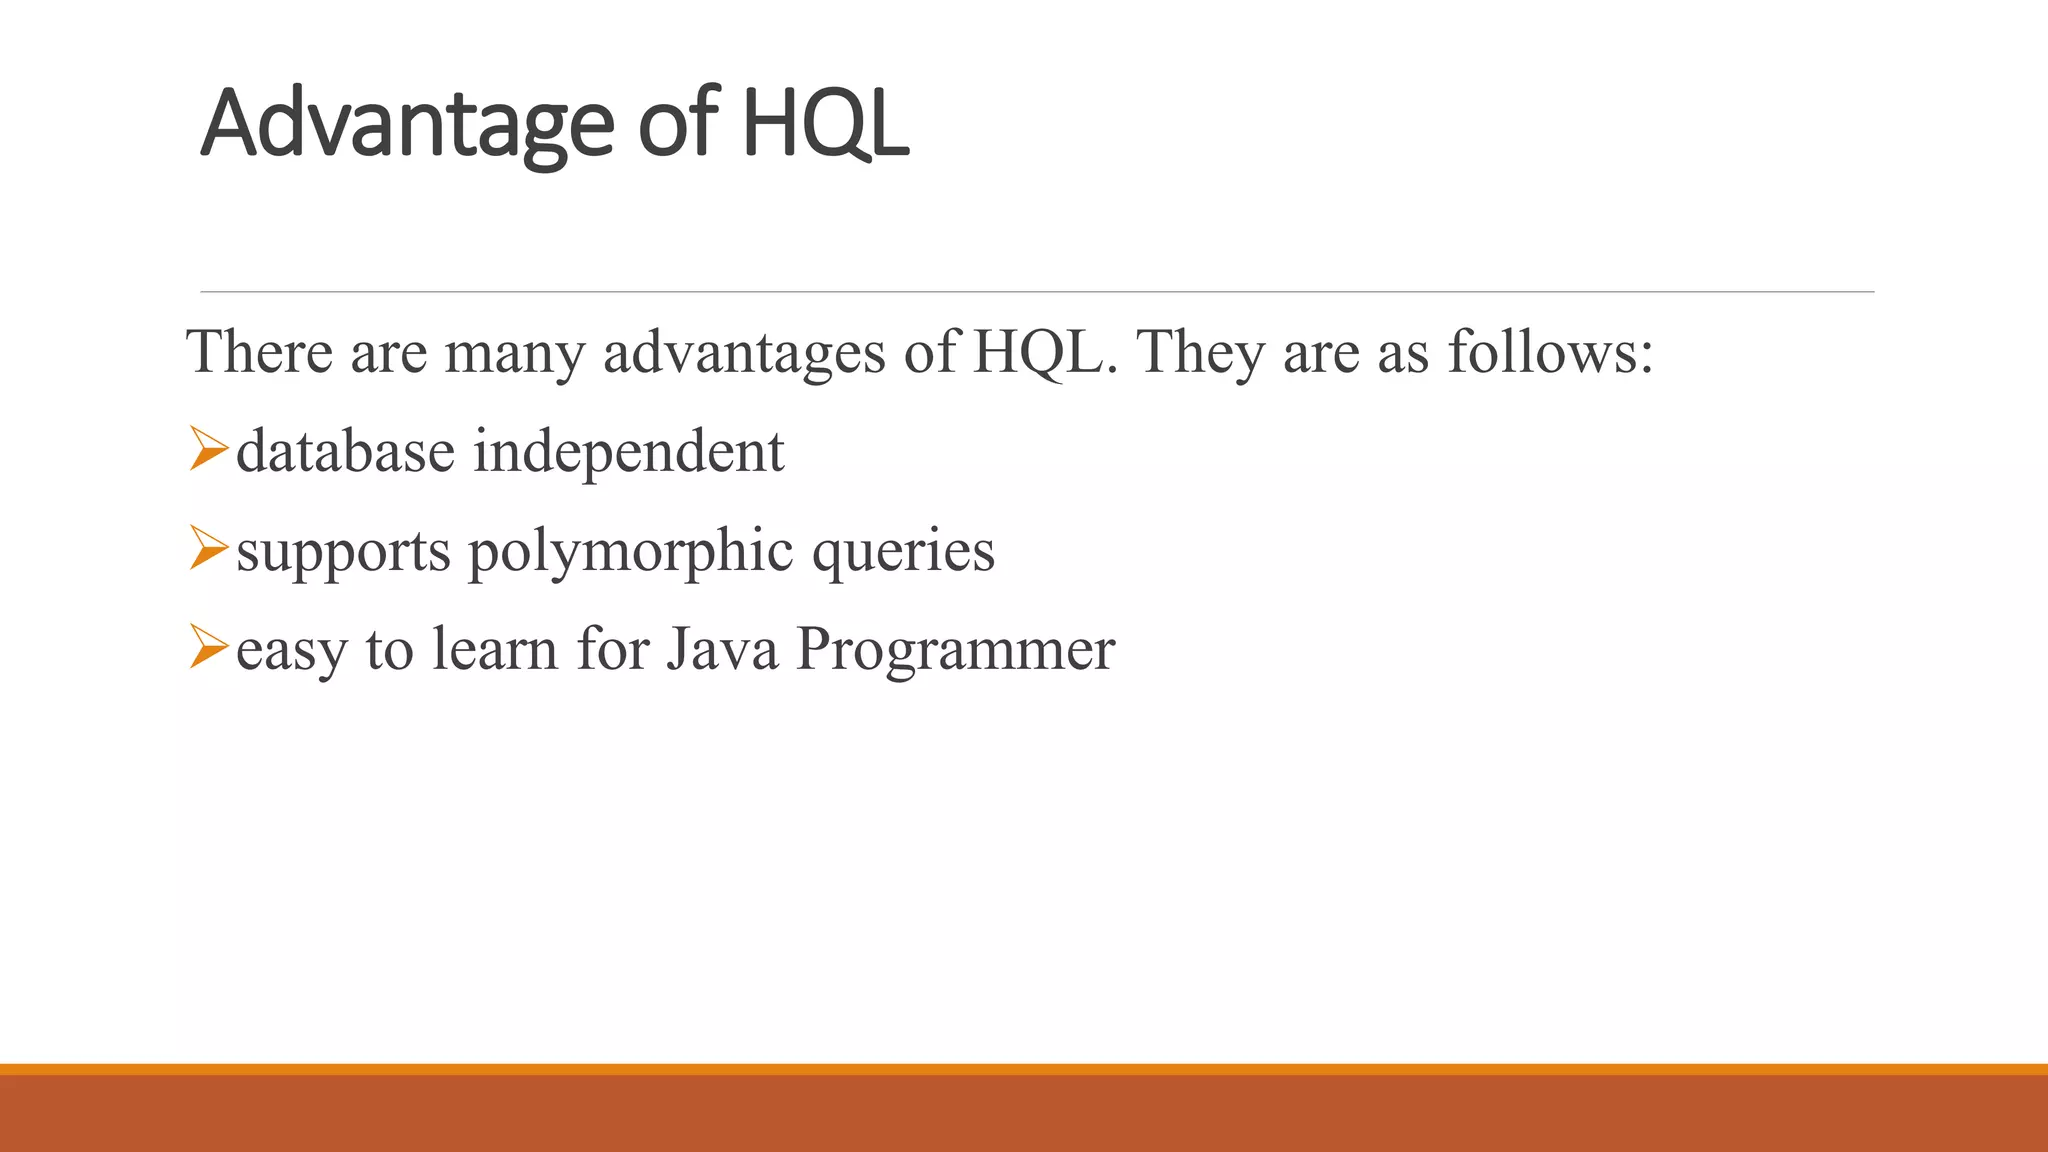 Advantage of HQL
There are many advantages of HQL. They are as follows:
➢database independent
➢supports polymorphic queries
➢easy to learn for Java Programmer